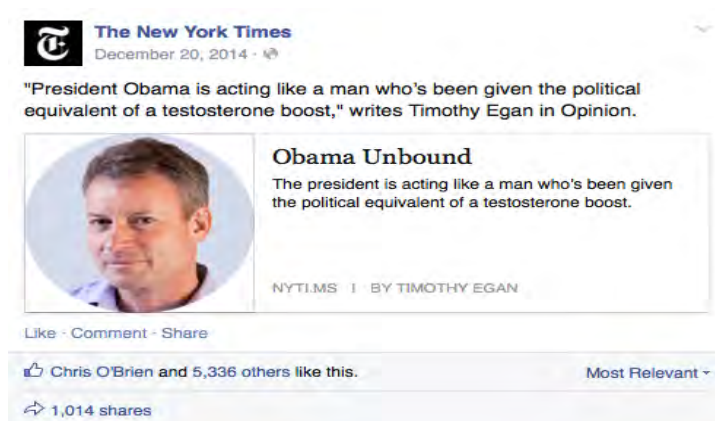 The New York Times
December 20, 2014 ·
"President Obama is acting like a man who's been given the political
equivalent of a testosterone boost," writes Timothy Egan in Opinion.
Obama Unbound
The president is acting like a man who's been given
the political equivalent of a testosterone boost.
NYTI.MS | BY TIMOTHY EGAN
Like · Comment · Share
Chris O'Brien and 5,336 others like this. Most Relevant
1,014 shares